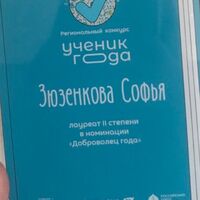 Региональный конкурс
ученик
года
Зюзенкова Софья
лауреат II степени
в номинации
«Доброволец года»